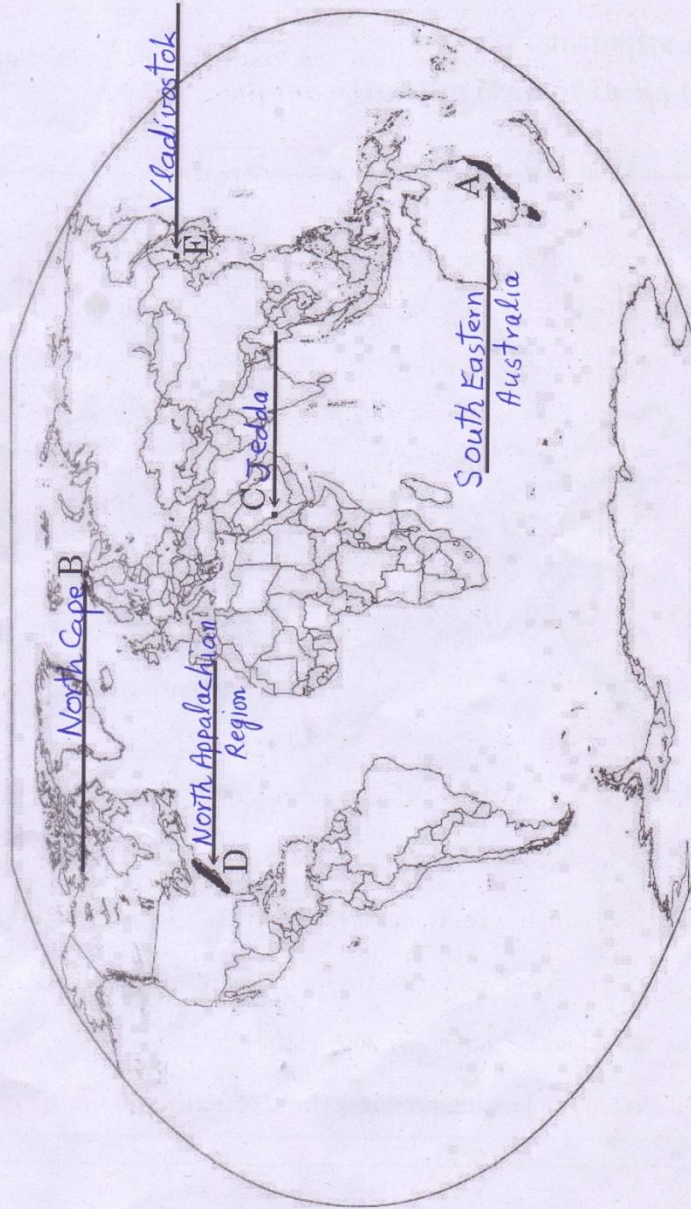 Vladivostok
E
North Cape B
C Jedda
North Appalachian
Region
D
A
South Eastern
Australia